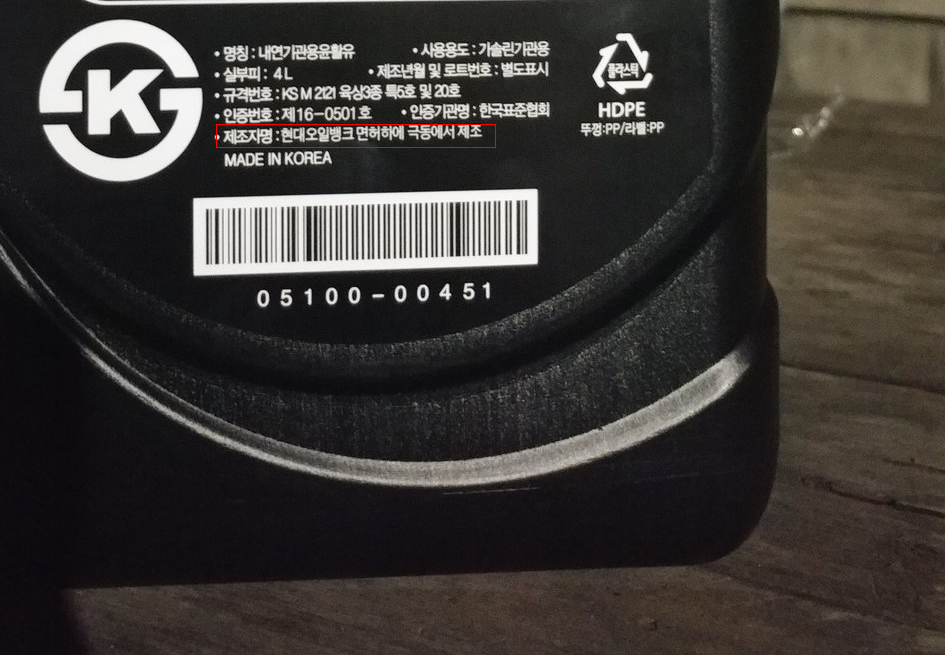 K
• 명칭 : 내연기관용윤활유 • 사용용도 : 가솔린기관용
• 실부피 : 4 L • 제조년월 및 로트번호 : 별도표시
• 규격번호 : KS M 2121 육상3종 특5호 및 20호
• 인증번호 : 제16-0501호 • 인증기관명 : 한국표준협회
• 제조자명 : 현대오일뱅크 면허하에 극동에서 제조
MADE IN KOREA
플라스틱
HDPE
뚜껑:PP/라벨:PP
05100-00451